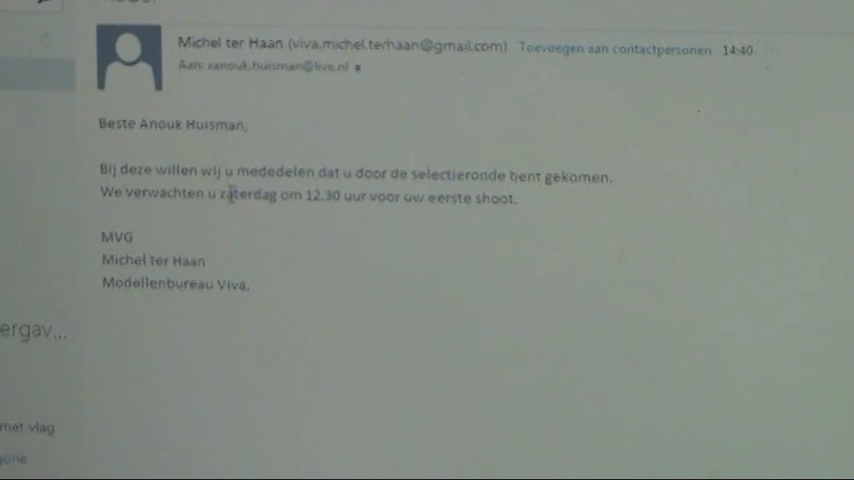 Michel ter Haan (viva.michel.terhaan@gmail.com) Toevoegen aan contactpersonen 14:40
Aan: xanouk.huisman@live.nl
Beste Anouk Huisman,
Bij deze willen wij u mededelen dat u door de selectieronde bent gekomen.
We verwachten u zaterdag om 12.30 uur voor uw eerste shoot.
MVG
Michel ter Haan
Modellenbureau Viva.
ergav...
met vlag